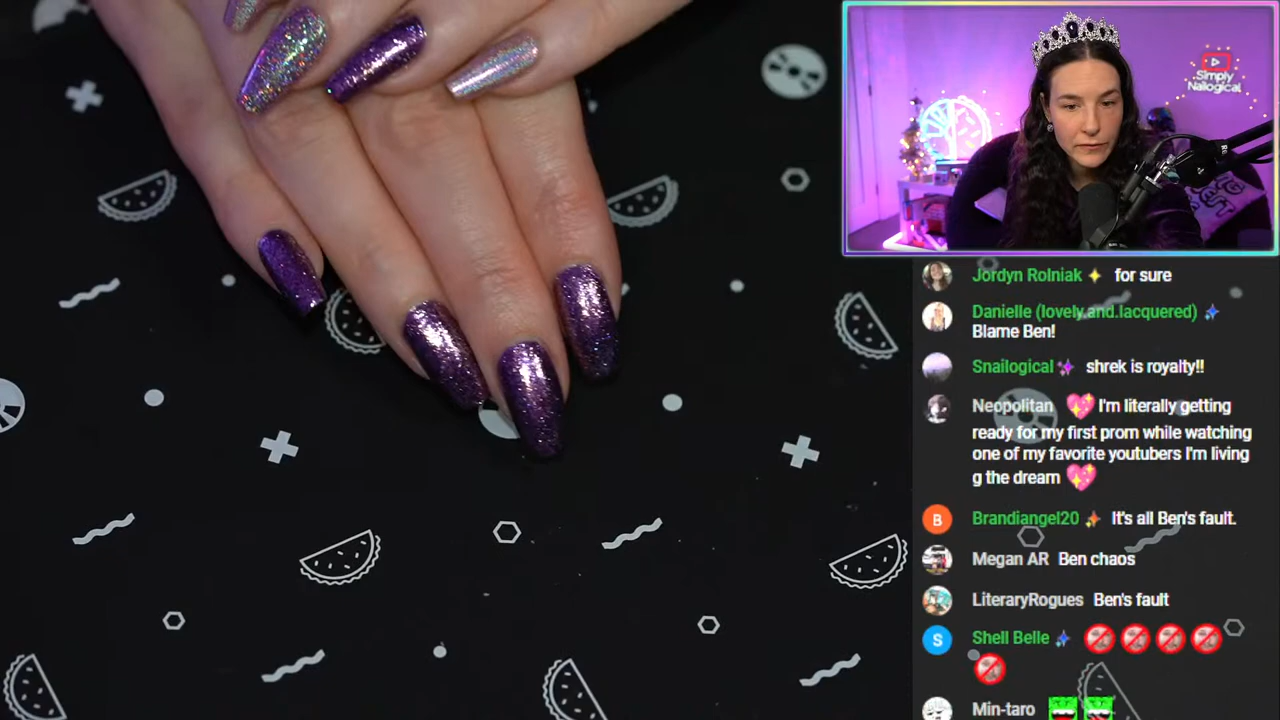 Simply
Nailogical
Jordyn Rolniak for sure
Danielle (lovely.and.lacquered)
Blame Ben!
Snailogical shrek is royalty!!
Neopolitan I'm literally getting
ready for my first prom while watching
one of my favorite youtubers I'm living
g the dream
B Brandiangel20 It's all Ben's fault.
Megan AR Ben chaos
LiteraryRogues Ben's fault
S Shell Belle
Min-taro